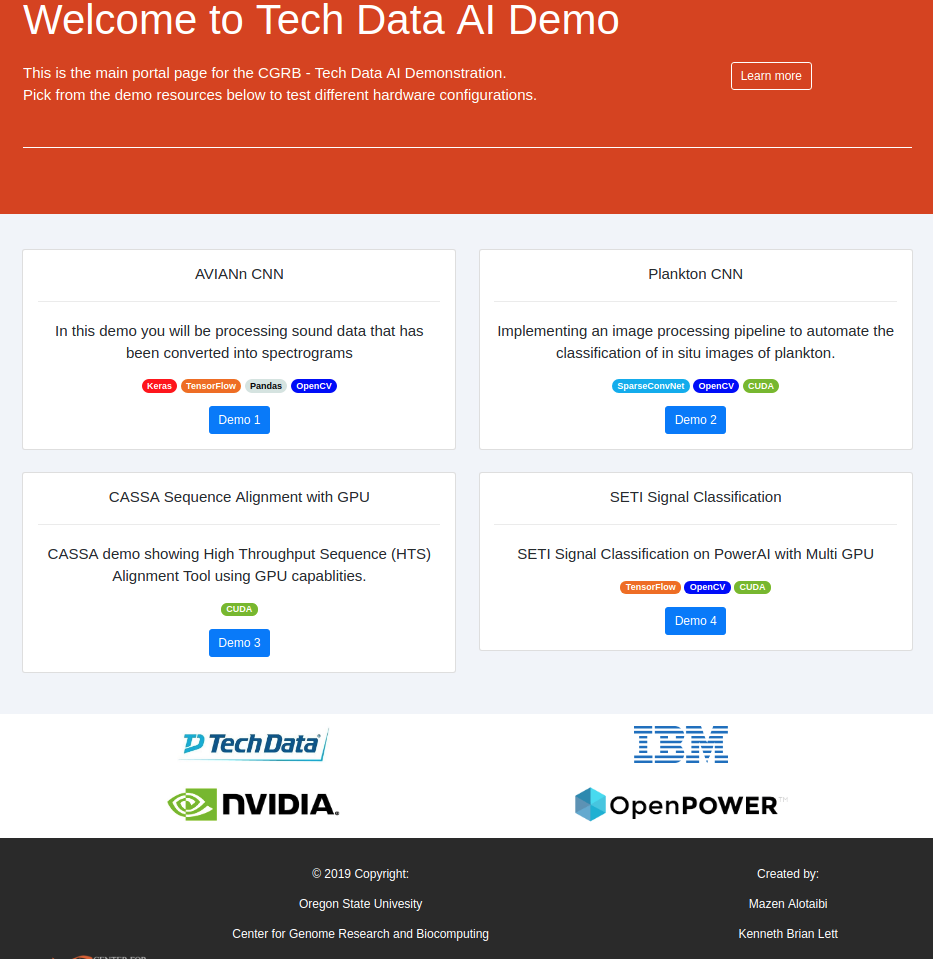 Welcome to Tech Data AI Demo
This is the main portal page for the CGRB - Tech Data AI Demonstration.
Pick from the demo resources below to test different hardware configurations.
Learn more
AVIANn CNN
In this demo you will be processing sound data that has
been converted into spectrograms
Keras TensorFlow Pandas OpenCV
Demo 1
Plankton CNN
Implementing an image processing pipeline to automate the
classification of in situ images of plankton.
SparseConvNet OpenCV CUDA
Demo 2
CASSA Sequence Alignment with GPU
CASSA demo showing High Throughput Sequence (HTS)
Alignment Tool using GPU capablities.
CUDA
Demo 3
SETI Signal Classification
SETI Signal Classification on PowerAI with Multi GPU
TensorFlow OpenCV CUDA
Demo 4
Tech Data
IBM
NVIDIA.
OpenPOWER™
© 2019 Copyright:
Oregon State Univesity
Center for Genome Research and Biocomputing
Created by:
Mazen Alotaibi
Kenneth Brian Lett
CENTER FOR